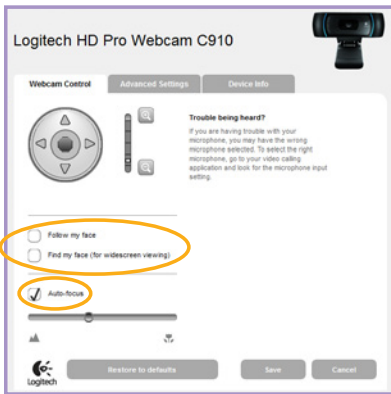 Logitech HD Pro Webcam C910
Webcam Control
Advanced Settings
Device Info
Trouble being heard?
If you are having trouble with your
microphone, you may have the wrong
microphone selected. To select the right
microphone, go to your video calling
application and look for the microphone input
setting.
Follow my face
Find my face (for widescreen viewing)
Auto-focus
Logitech
Restore to defaults
Save
Cancel